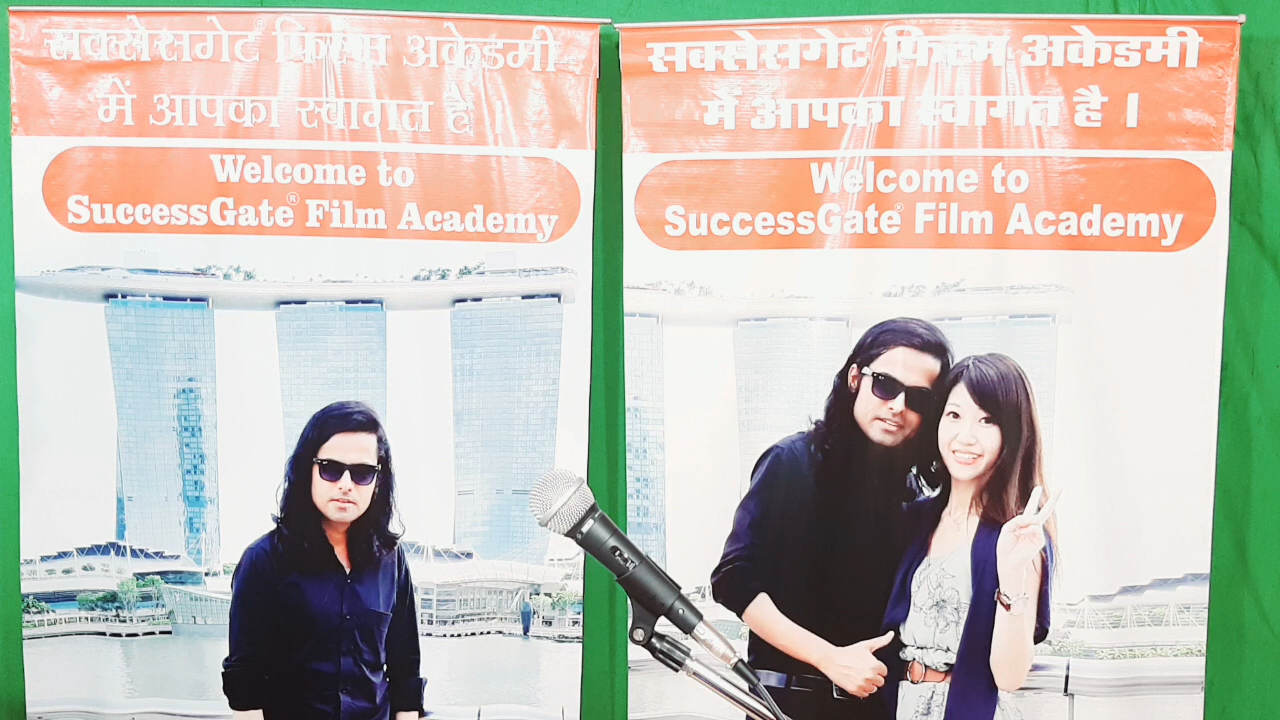 सक्सेसगेट® फिल्म अकेडमी
में आपका स्वागत है ।
Welcome to
SuccessGate® Film Academy
सक्सेसगेट® फिल्म अकेडमी
में आपका स्वागत है ।
Welcome to
SuccessGate® Film Academy